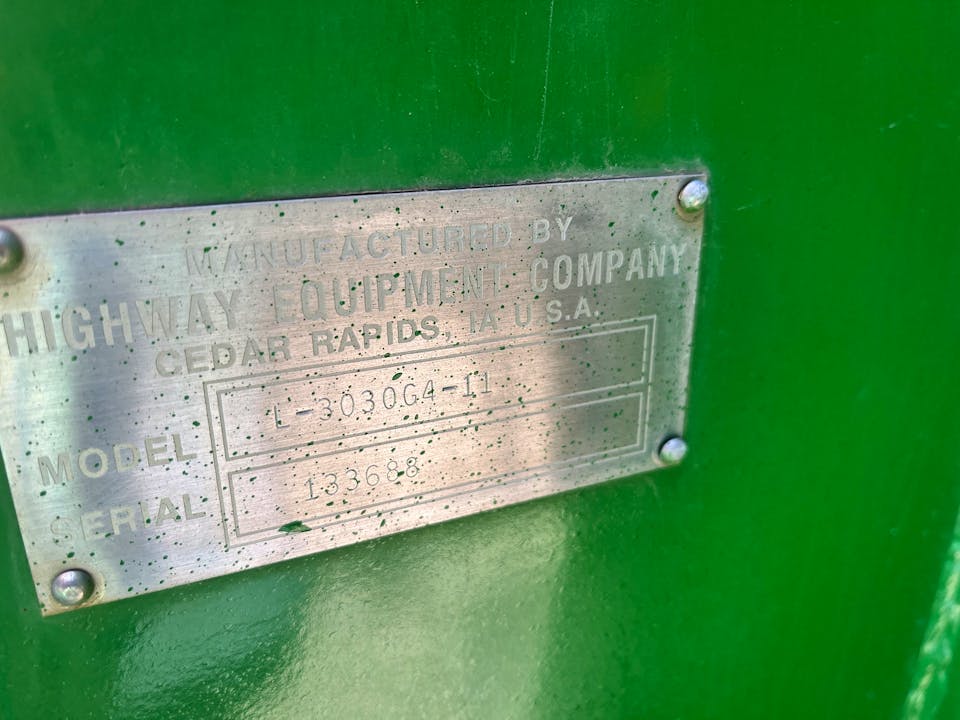 MANUFACTURED BY
HIGHWAY EQUIPMENT COMPANY
CEDAR RAPIDS, IA U.S.A.
MODEL L-3030G4-11
SERIAL 133688